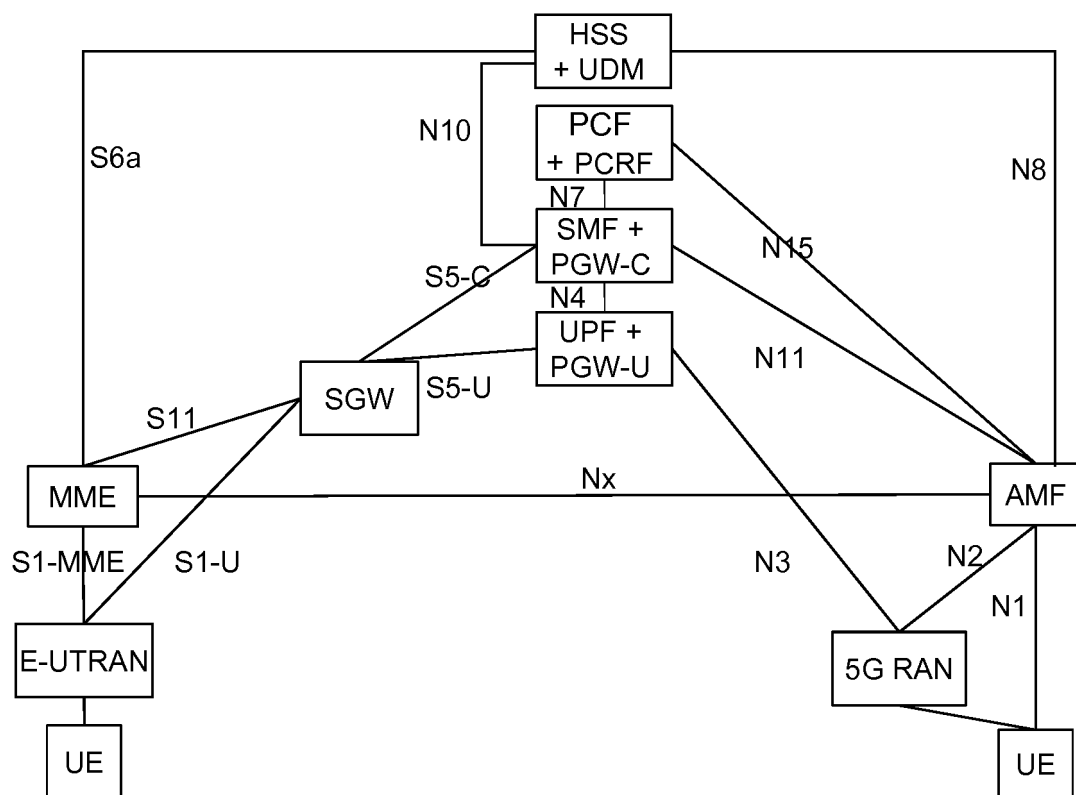 HSS
+ UDM
N10
PCF
+ PCRF
S6a
N8
N7
SMF +
PGW-C
N15
S5-C
N4
UPF +
PGW-U
N11
S5-U
SGW
S11
Nx
MME
AMF
S1-MME
S1-U
N3
N2
N1
E-UTRAN
5G RAN
UE
UE